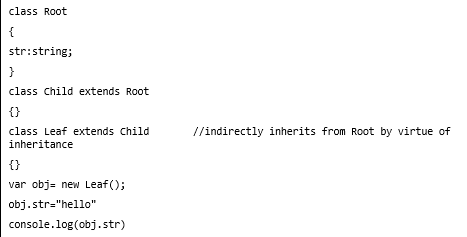 class Root
{
str:string;
}
class Child extends Root
{}
class Leaf extends Child //indirectly inherits from Root by virtue of
inheritance
{}
var obj= new Leaf();
obj.str="hello"
console.log(obj.str)